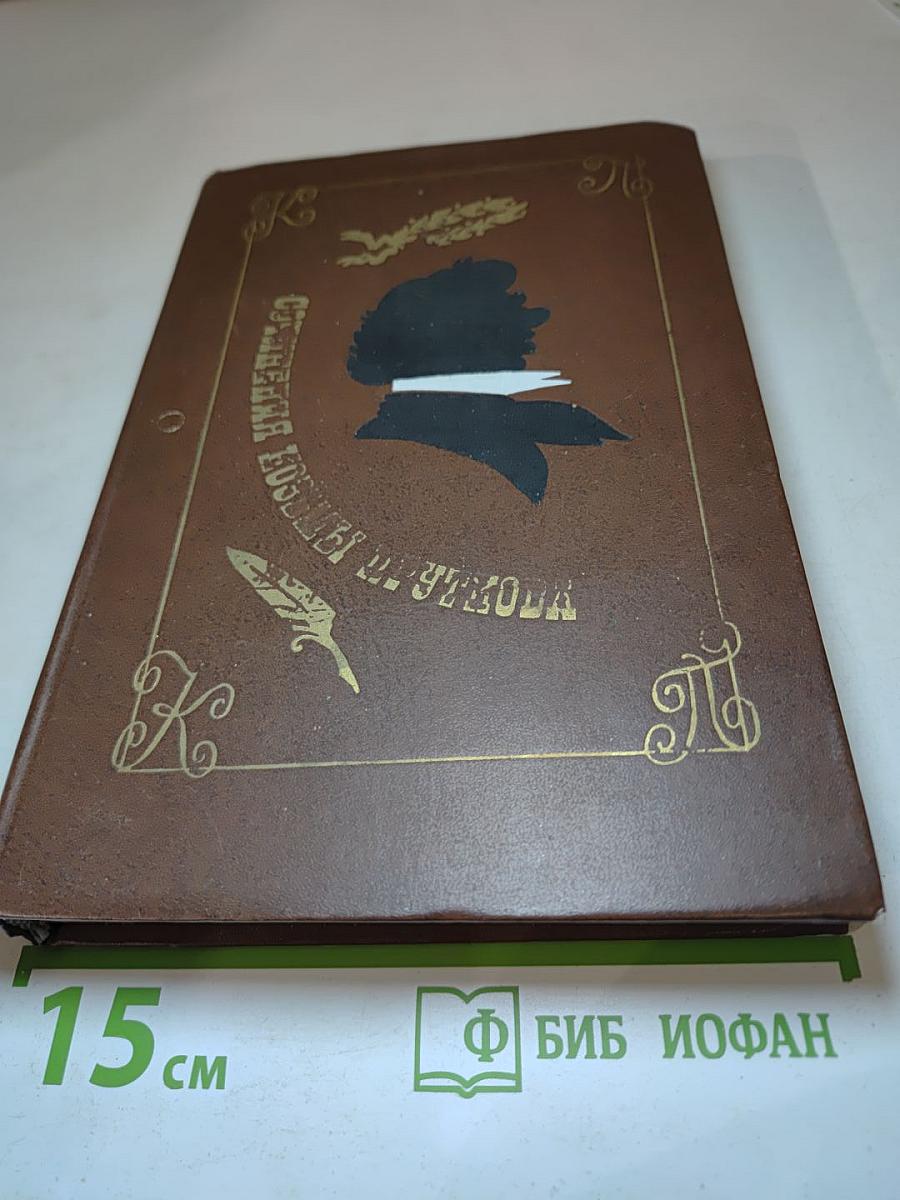 К П
СОЧИНЕНИЯ КОЗЬМЫ ПРУТКОВА
К П
15 см
Ф БИБ ИОФАН